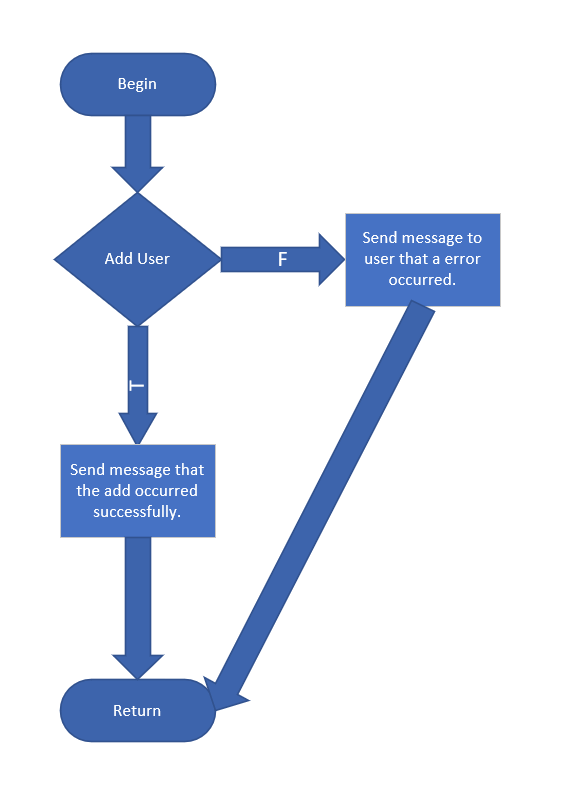 Begin
Add User
F
Send message to
user that a error
occurred.
T
Send message that
the add occurred
successfully.
Return